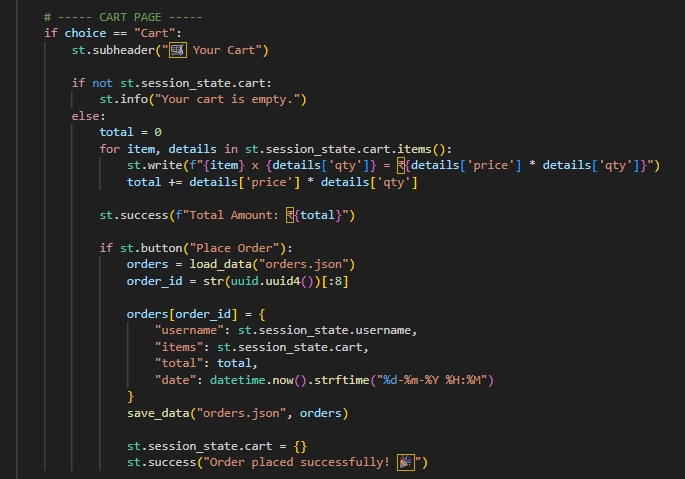 # ----- CART PAGE -----
if choice == "Cart":
    st.subheader("🛒 Your Cart")

    if not st.session_state.cart:
        st.info("Your cart is empty.")
    else:
        total = 0
        for item, details in st.session_state.cart.items():
            st.write(f"{item} x {details['qty']} = ₹{details['price'] * details['qty']}")
            total += details['price'] * details['qty']

        st.success(f"Total Amount: ₹{total}")

        if st.button("Place Order"):
            orders = load_data("orders.json")
            order_id = str(uuid.uuid4())[:8]

            orders[order_id] = {
                "username": st.session_state.username,
                "items": st.session_state.cart,
                "total": total,
                "date": datetime.now().strftime("%d-%m-%Y %H:%M")
            }
            save_data("orders.json", orders)

            st.session_state.cart = {}
            st.success("Order placed successfully! 🎉")